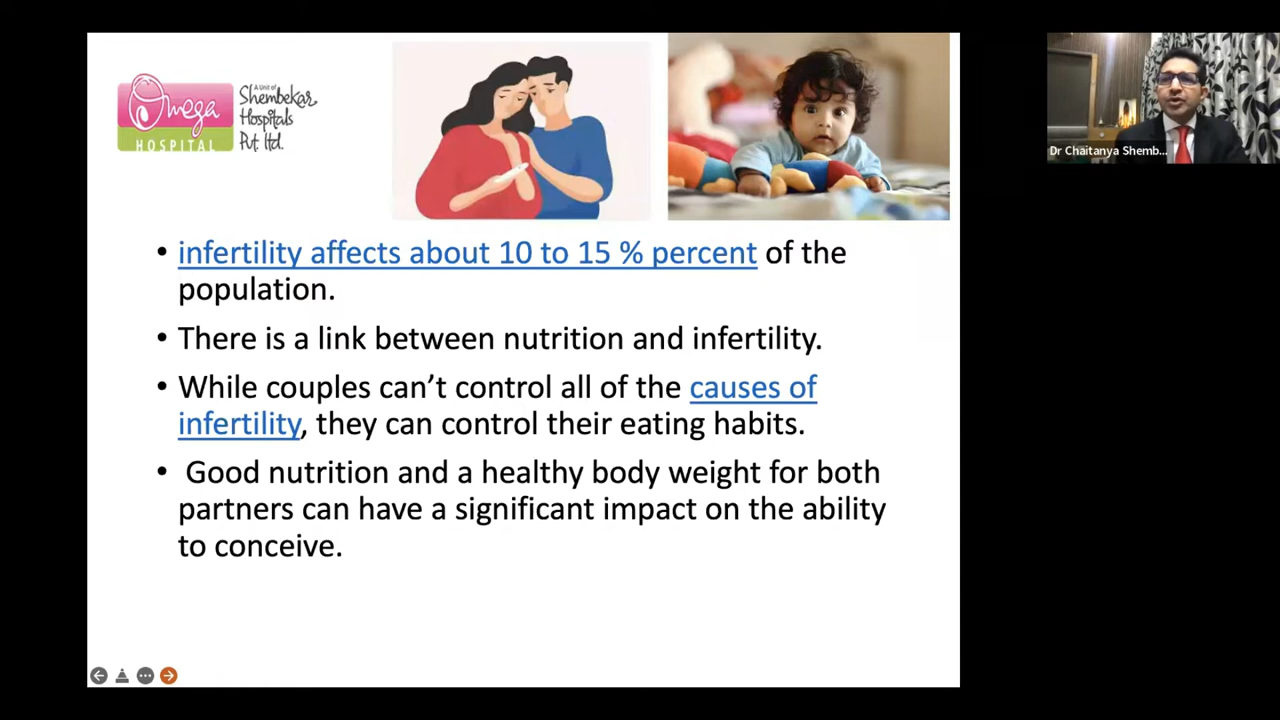 Omega
HOSPITAL
A Unit of
Shembekar
Hospitals
Pvt. ltd.
Dr Chaitanya Shemb...
• infertility affects about 10 to 15 % percent of the
population.
• There is a link between nutrition and infertility.
• While couples can’t control all of the causes of
infertility, they can control their eating habits.
• Good nutrition and a healthy body weight for both
partners can have a significant impact on the ability
to conceive.